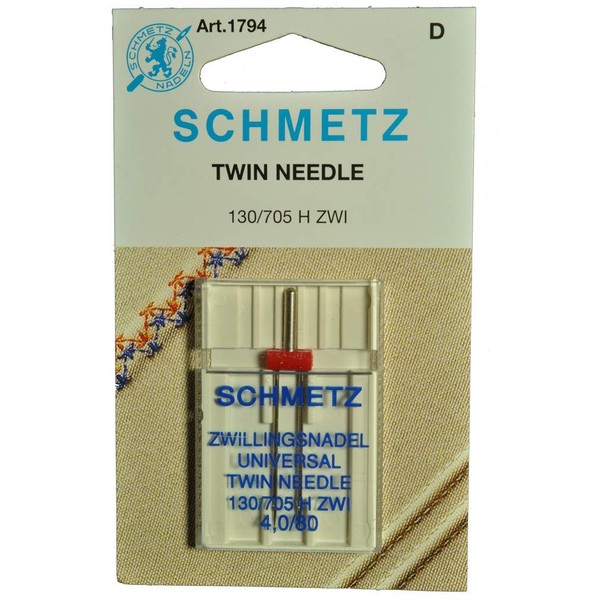 SCHMETZ
NADELN
Art.1794
D
SCHMETZ
TWIN NEEDLE
130/705 H ZWI
SCHMETZ
ZWILLINGSNADEL
UNIVERSAL
TWIN NEEDLE
130/705 H ZWI
4,0/80